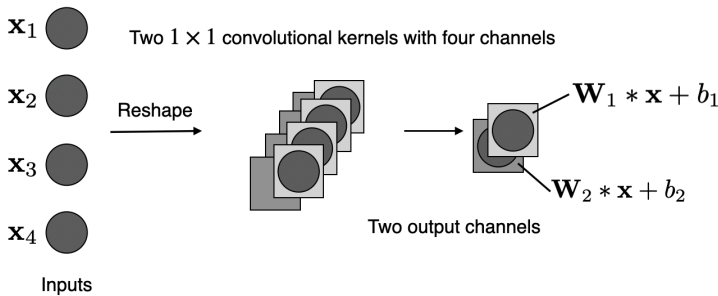 x₁
Two 1 × 1 convolutional kernels with four channels
x₂
Reshape
W₁ ∗ x + b₁
x₃
W₂ ∗ x + b₂
x₄
Two output channels
Inputs